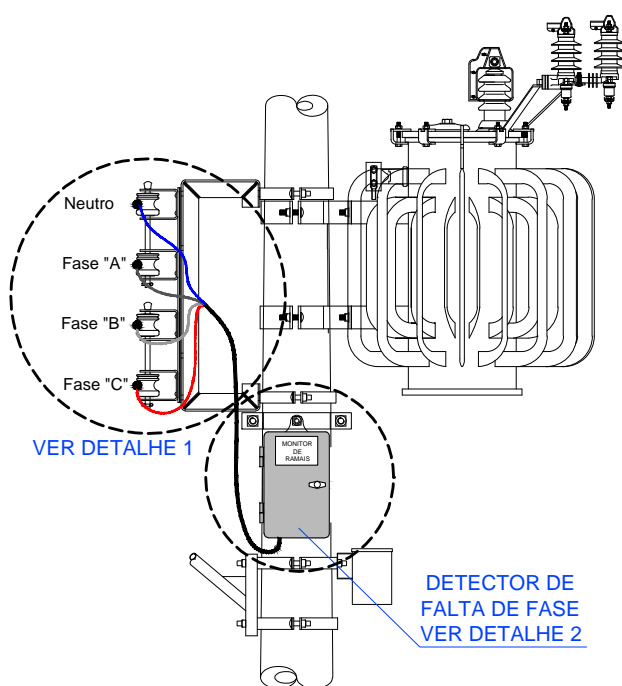 Neutro
Fase "A"
Fase "B"
Fase "C"
VER DETALHE 1
MONITOR
DE
RAMAIS
DETECTOR DE
FALTA DE FASE
VER DETALHE 2